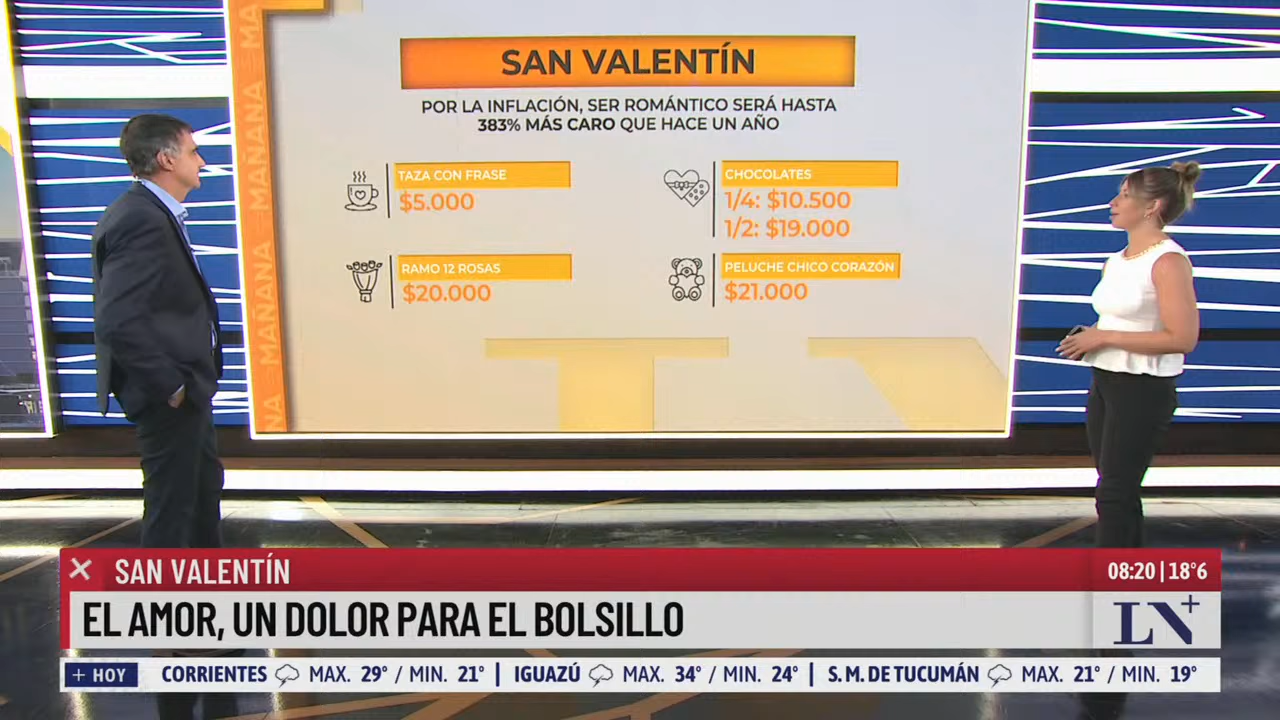 SAN VALENTÍN
POR LA INFLACIÓN, SER ROMÁNTICO SERÁ HASTA
383% MÁS CARO QUE HACE UN AÑO
TAZA CON FRASE
$5.000
CHOCOLATES
1/4: $10.500
1/2: $19.000
RAMO 12 ROSAS
$20.000
PELUCHE CHICO CORAZÓN
$21.000
MAÑANA
MAÑANA
MAÑANA
SAN VALENTÍN
08:20 | 18°6
EL AMOR, UN DOLOR PARA EL BOLSILLO
LN+
+ HOY CORRIENTES MAX. 29° / MIN. 21° | IGUAZÚ MAX. 34° / MIN. 24° | S. M. DE TUCUMÁN MAX. 21° / MIN. 19°